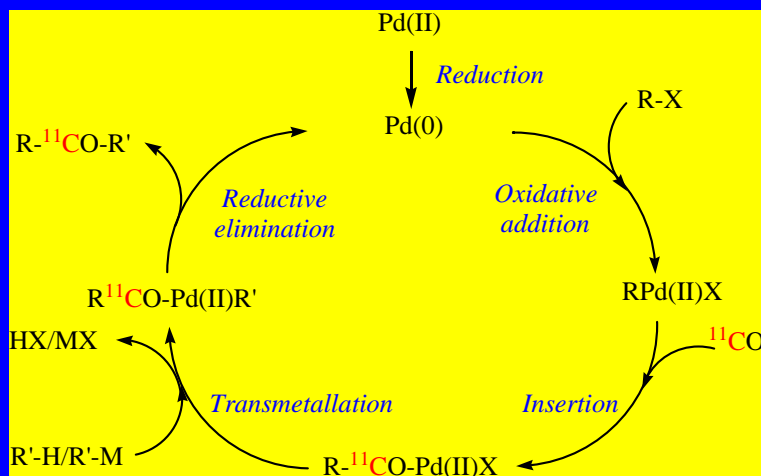 Pd(II)
Reduction
R-X
Pd(0)
R-¹¹CO-R'
Oxidative
addition
Reductive
elimination
RPd(II)X
R¹¹CO-Pd(II)R'
HX/MX
¹¹CO
Transmetallation
Insertion
R'-H/R'-M
R-¹¹CO-Pd(II)X